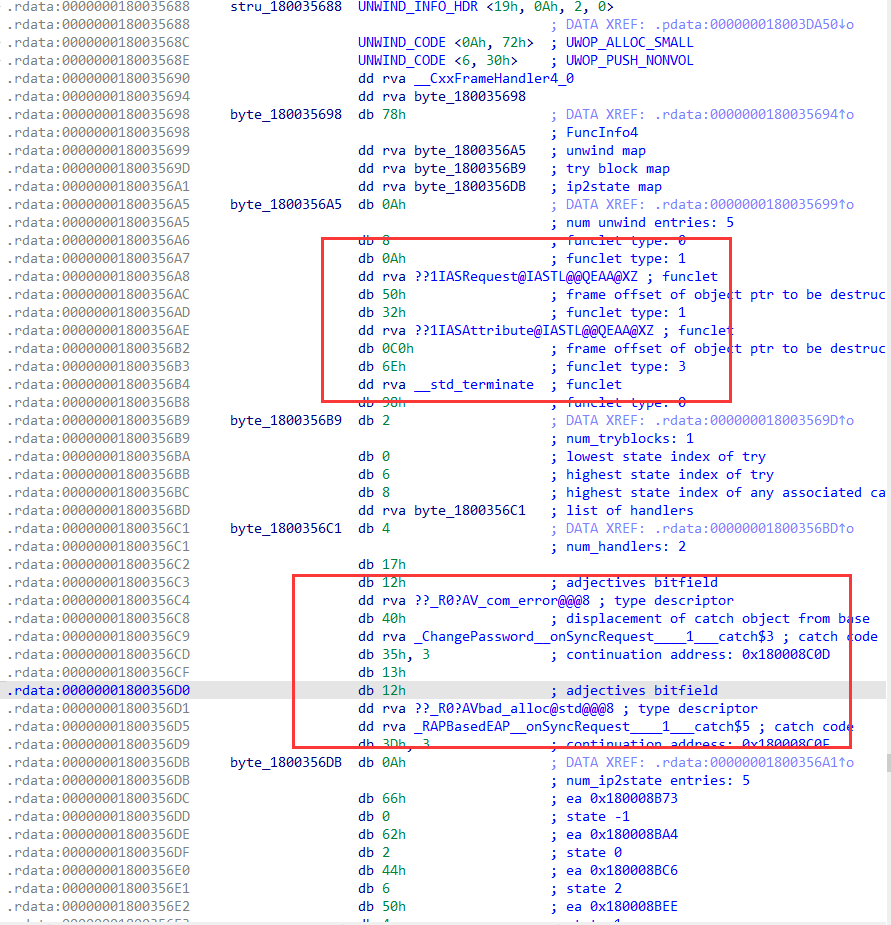 .rdata:0000000180035688 stru_180035688 UNWIND_INFO_HDR <19h, 0Ah, 2, 0>
.rdata:0000000180035688 ; DATA XREF: .pdata:000000018003DA50↓o
.rdata:000000018003568C UNWIND_CODE <0Ah, 72h> ; UWOP_ALLOC_SMALL
.rdata:000000018003568E UNWIND_CODE <6, 30h> ; UWOP_PUSH_NONVOL
.rdata:0000000180035690 dd rva __CxxFrameHandler4_0
.rdata:0000000180035694 dd rva byte_180035698
.rdata:0000000180035698 byte_180035698 db 78h ; DATA XREF: .rdata:0000000180035694↑o
.rdata:0000000180035698 ; FuncInfo4
.rdata:0000000180035699 dd rva byte_1800356A5 ; unwind map
.rdata:000000018003569D dd rva byte_1800356B9 ; try block map
.rdata:00000001800356A1 dd rva byte_1800356DB ; ip2state map
.rdata:00000001800356A5 byte_1800356A5 db 0Ah ; DATA XREF: .rdata:0000000180035699↑o
.rdata:00000001800356A5 ; num unwind entries: 5
.rdata:00000001800356A6 db 8 ; funclet type: 0
.rdata:00000001800356A7 db 0Ah ; funclet type: 1
.rdata:00000001800356A8 dd rva ??1IASRequest@IASTL@@QEAA@XZ ; funclet
.rdata:00000001800356AC db 50h ; frame offset of object ptr to be destruc
.rdata:00000001800356AD db 32h ; funclet type: 1
.rdata:00000001800356AE dd rva ??1IASAttribute@IASTL@@QEAA@XZ ; funclet
.rdata:00000001800356B2 db 0C0h ; frame offset of object ptr to be destruc
.rdata:00000001800356B3 db 6Eh ; funclet type: 3
.rdata:00000001800356B4 dd rva __std_terminate ; funclet
.rdata:00000001800356B8 db 98h ; funclet type: 0
.rdata:00000001800356B9 byte_1800356B9 db 2 ; DATA XREF: .rdata:000000018003569D↑o
.rdata:00000001800356B9 ; num_tryblocks: 1
.rdata:00000001800356BA db 0 ; lowest state index of try
.rdata:00000001800356BB db 6 ; highest state index of try
.rdata:00000001800356BC db 8 ; highest state index of any associated ca
.rdata:00000001800356BD dd rva byte_1800356C1 ; list of handlers
.rdata:00000001800356C1 byte_1800356C1 db 4 ; DATA XREF: .rdata:00000001800356BD↑o
.rdata:00000001800356C1 ; num_handlers: 2
.rdata:00000001800356C2 db 17h
.rdata:00000001800356C3 db 12h ; adjectives bitfield
.rdata:00000001800356C4 dd rva ??_R0?AV_com_error@@@8 ; type descriptor
.rdata:00000001800356C8 db 40h ; displacement of catch object from base
.rdata:00000001800356C9 dd rva _ChangePassword__onSyncRequest____1___catch$3 ; catch code
.rdata:00000001800356CD db 35h, 3 ; continuation address: 0x180008C0D
.rdata:00000001800356CF db 13h
.rdata:00000001800356D0 db 12h ; adjectives bitfield
.rdata:00000001800356D1 dd rva ??_R0?AVbad_alloc@std@@@8 ; type descriptor
.rdata:00000001800356D5 dd rva _RAPBasedEAP__onSyncRequest____1___catch$5 ; catch code
.rdata:00000001800356D9 db 3Dh, 3 ; continuation address: 0x180008C0F
.rdata:00000001800356DB byte_1800356DB db 0Ah ; DATA XREF: .rdata:00000001800356A1↑o
.rdata:00000001800356DB ; num_ip2state entries: 5
.rdata:00000001800356DC db 66h ; ea 0x180008B73
.rdata:00000001800356DD db 0 ; state -1
.rdata:00000001800356DE db 62h ; ea 0x180008BA4
.rdata:00000001800356DF db 2 ; state 0
.rdata:00000001800356E0 db 44h ; ea 0x180008BC6
.rdata:00000001800356E1 db 6 ; state 2
.rdata:00000001800356E2 db 50h ; ea 0x180008BEE